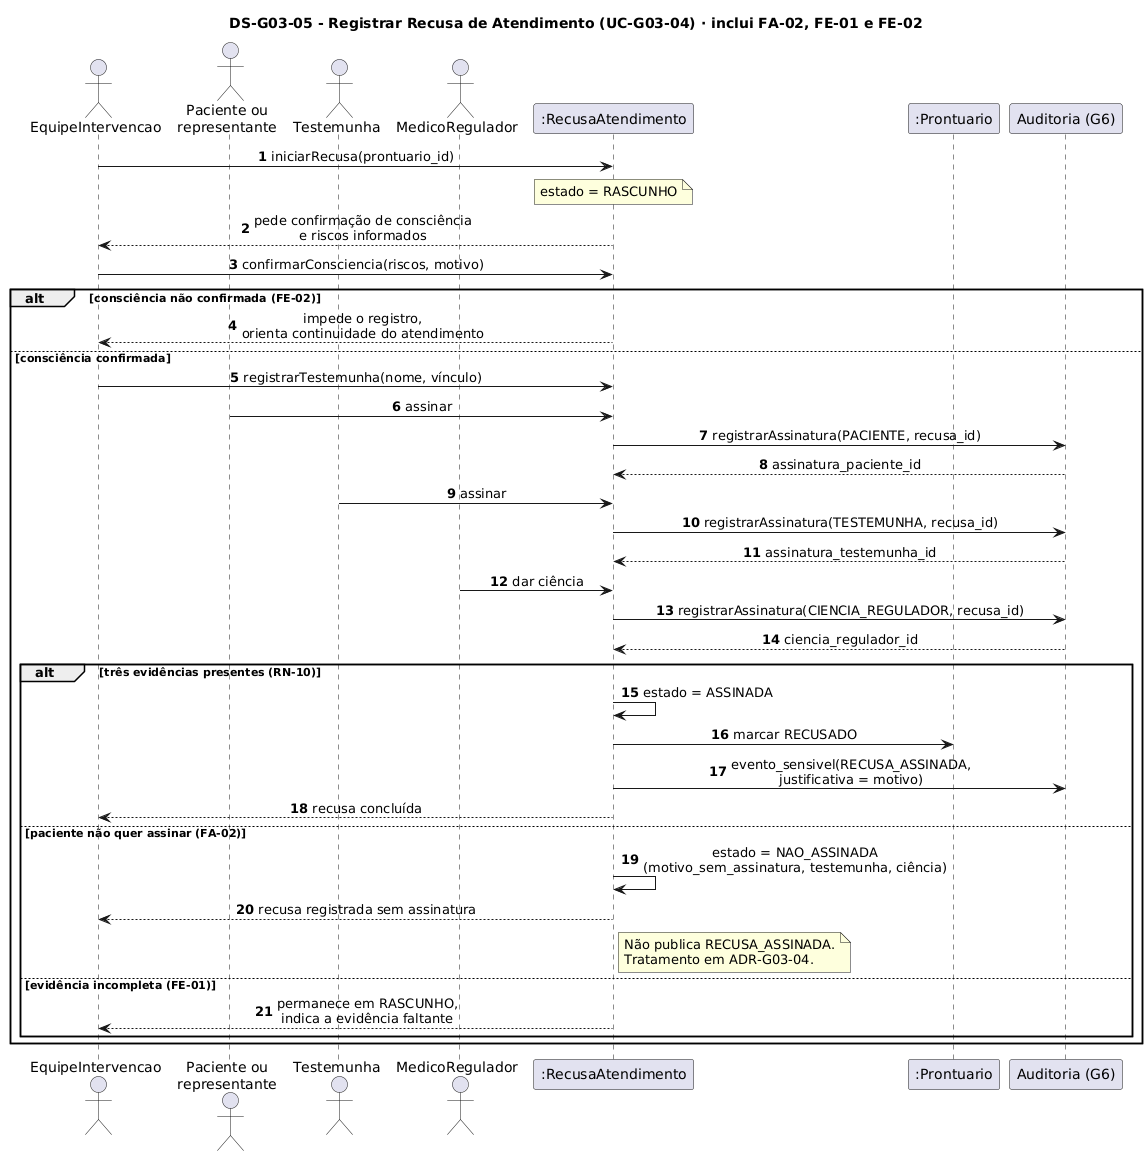 DS-G03-05 - Registrar Recusa de Atendimento (UC-G03-04) · inclui FA-02, FE-01 e FE-02
EquipeIntervencao
Paciente ou
representante
Testemunha
MedicoRegulador
:RecusaAtendimento
:Prontuario
Auditoria (G6)
1 iniciarRecusa(prontuario_id)
estado = RASCUNHO
2 pede confirmação de consciência
e riscos informados
3 confirmarConsciencia(riscos, motivo)
alt [consciência não confirmada (FE-02)]
4 impede o registro,
orienta continuidade do atendimento
[consciência confirmada]
5 registrarTestemunha(nome, vínculo)
6 assinar
7 registrarAssinatura(PACIENTE, recusa_id)
8 assinatura_paciente_id
9 assinar
10 registrarAssinatura(TESTEMUNHA, recusa_id)
11 assinatura_testemunha_id
12 dar ciência
13 registrarAssinatura(CIENCIA_REGULADOR, recusa_id)
14 ciencia_regulador_id
alt [três evidências presentes (RN-10)]
15 estado = ASSINADA
16 marcar RECUSADO
17 evento_sensivel(RECUSA_ASSINADA,
justificativa = motivo)
18 recusa concluída
[paciente não quer assinar (FA-02)]
19 estado = NAO_ASSINADA
(motivo_sem_assinatura, testemunha, ciência)
20 recusa registrada sem assinatura
Não publica RECUSA_ASSINADA.
Tratamento em ADR-G03-04.
[evidência incompleta (FE-01)]
21 permanece em RASCUNHO,
indica a evidência faltante
EquipeIntervencao
Paciente ou
representante
Testemunha
MedicoRegulador
:RecusaAtendimento
:Prontuario
Auditoria (G6)